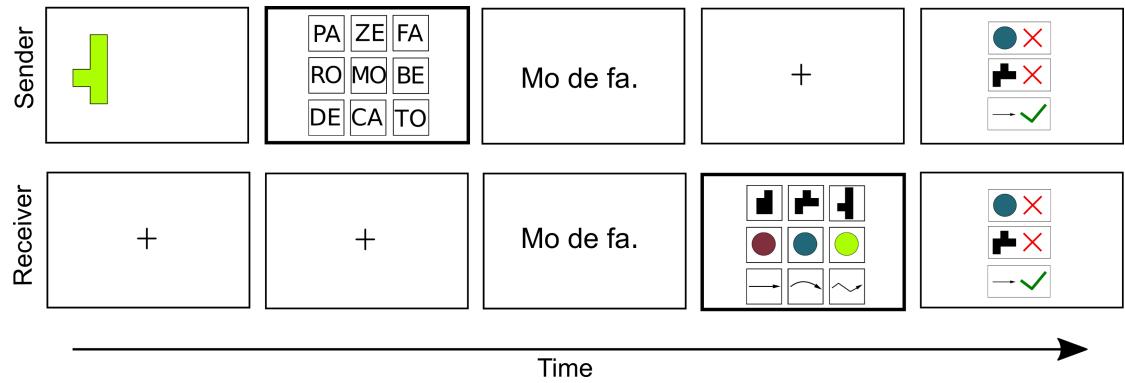 Sender
PA ZE FA
RO MO BE
DE CA TO
Mo de fa.
Receiver
Mo de fa.
Time